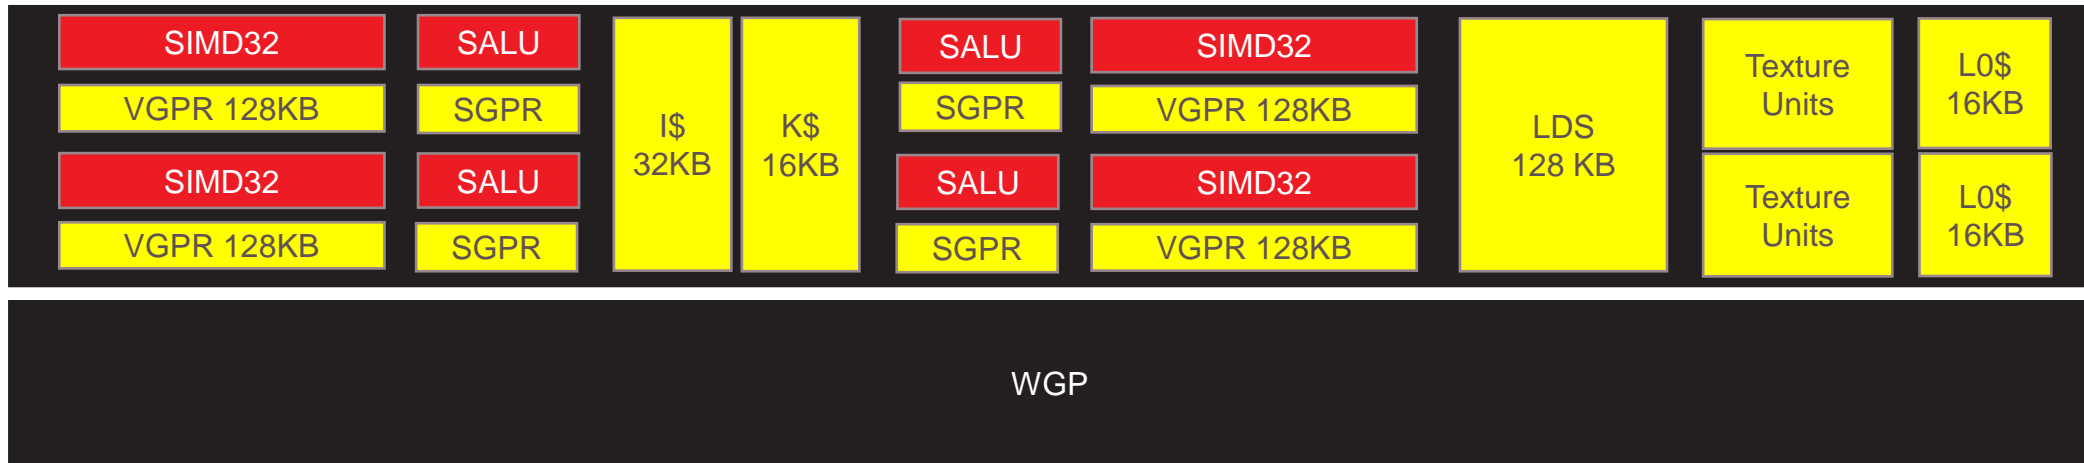 SIMD32
SALU
VGPR 128KB
SGPR
SIMD32
SALU
VGPR 128KB
SGPR
I$
32KB
K$
16KB
SALU
SIMD32
SGPR
VGPR 128KB
SALU
SIMD32
SGPR
VGPR 128KB
LDS
128 KB
Texture
Units
L0$
16KB
Texture
Units
L0$
16KB
WGP